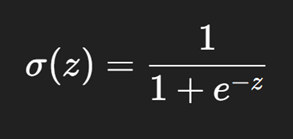 σ(z) = 1 / (1 + e^{-z})